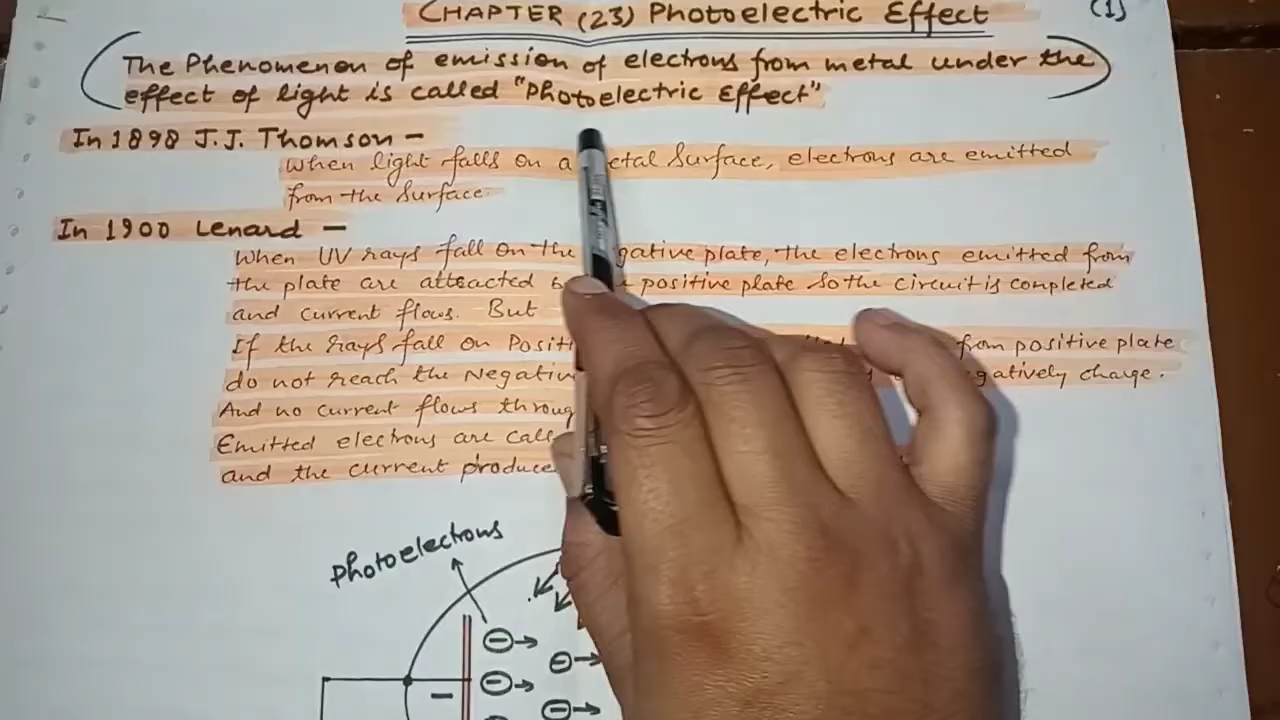 CHAPTER (23) Photoelectric Effect
(1)
The Phenomenon of emission of electrons from metal under the
effect of light is called "Photoelectric Effect"
In 1898 J.J. Thomson -
When light falls on a etal Surface, electrons are emitted
from the Surface.
In 1900 Lenard -
When UV rays fall on the gative plate, the electrons emitted from
the plate are attracted positive plate so the circuit is completed
and current flows. But
If the rays fall on Positi from positive plate
do not reach the Negativ gatively charge.
And no current flows throug
Emitted electrons are call
and the current produce
Photoelectrons